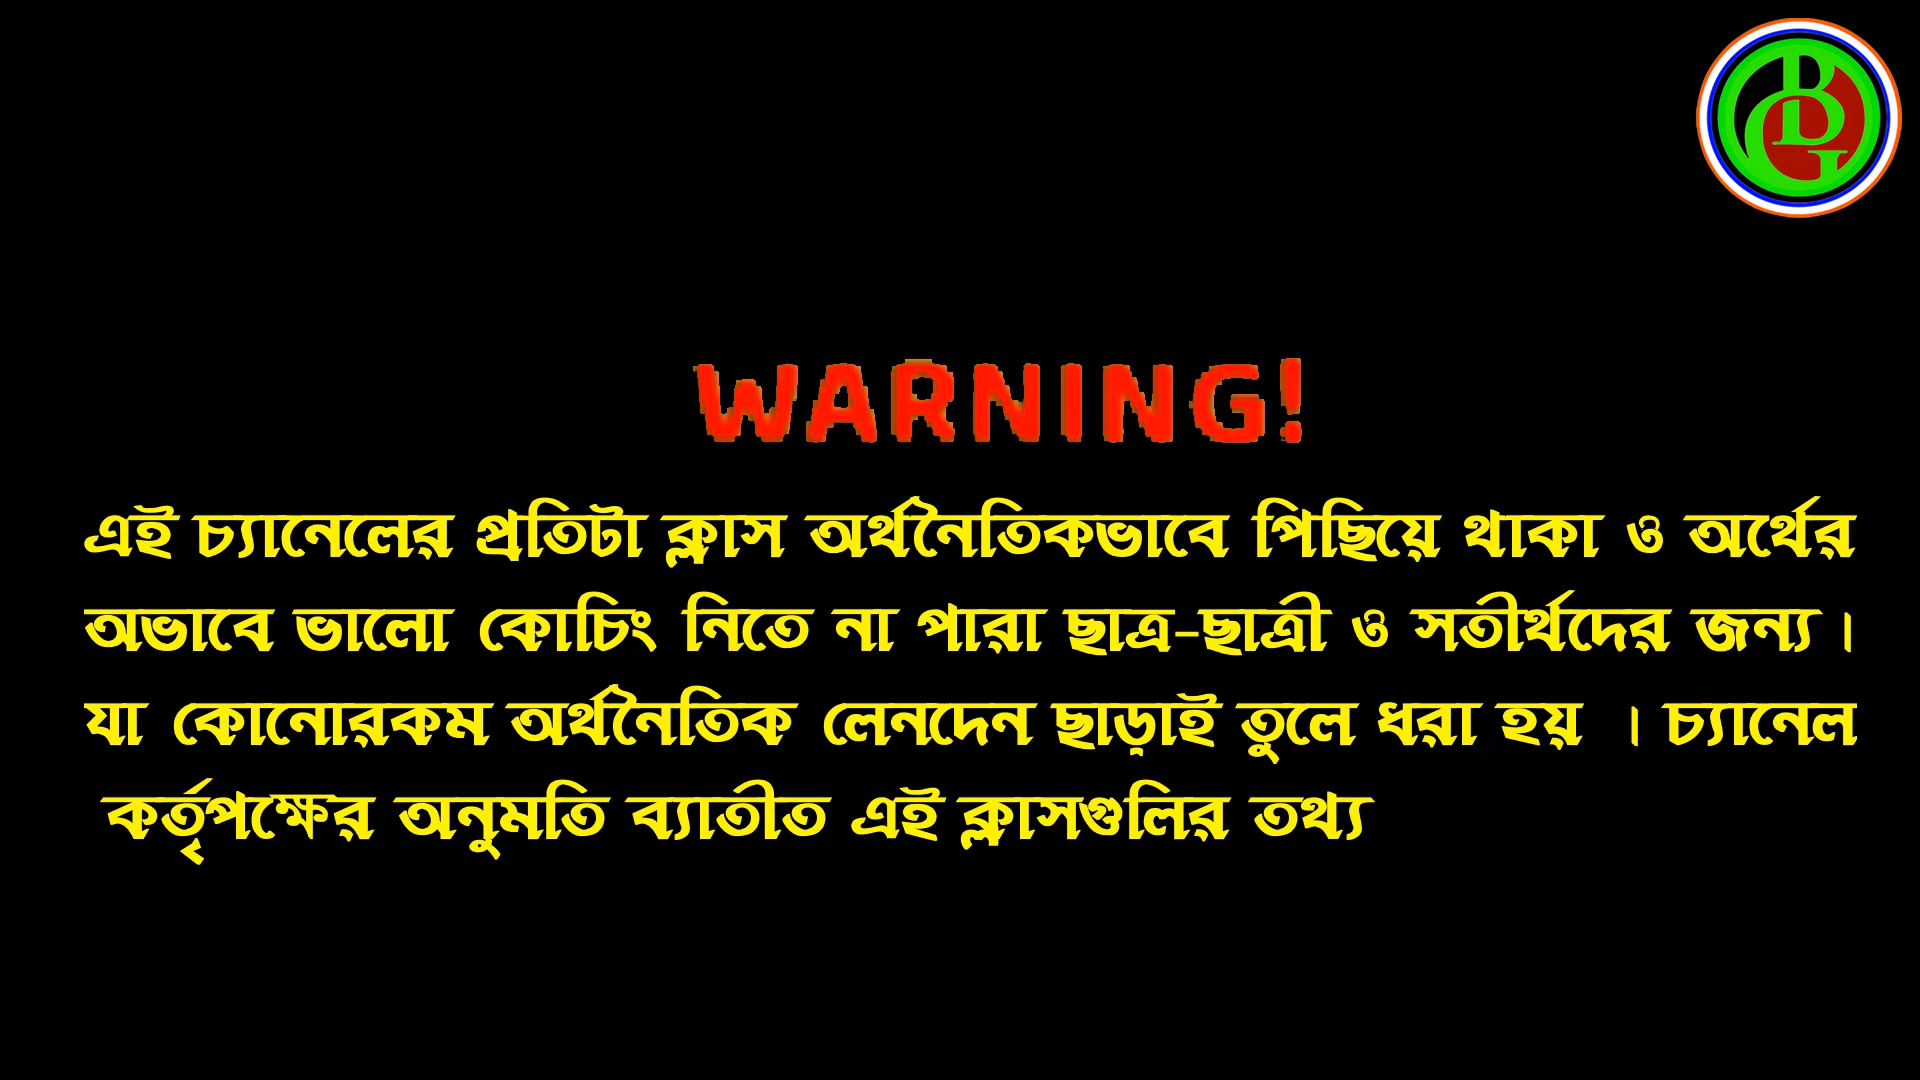 WARNING!
এই চ্যানেলের প্রতিটা ক্লাস অর্থনৈতিকভাবে পিছিয়ে থাকা ও অর্থের
অভাবে ভালো কোচিং নিতে না পারা ছাত্র-ছাত্রী ও সতীর্থদের জন্য।
যা কোনোরকম অর্থনৈতিক লেনদেন ছাড়াই তুলে ধরা হয় । চ্যানেল
কর্তৃপক্ষের অনুমতি ব্যাতীত এই ক্লাসগুলির তথ্য